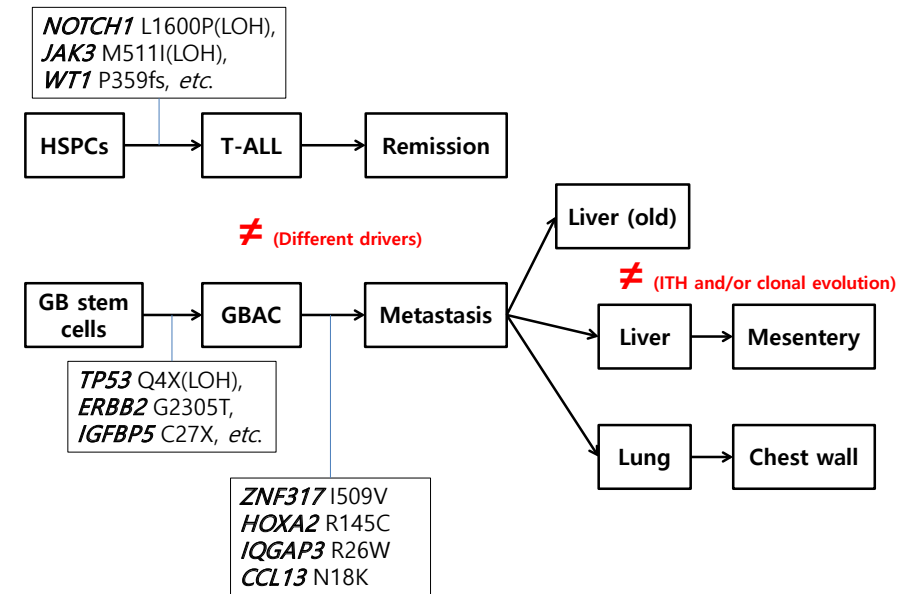 NOTCH1 L1600P(LOH),
JAK3 M511I(LOH),
WT1 P359fs, etc.
HSPCs
T-ALL
Remission
Liver (old)
≠ (Different drivers)
≠ (ITH and/or clonal evolution)
GB stem
cells
GBAC
Metastasis
Liver
Mesentery
TP53 Q4X(LOH),
ERBB2 G2305T,
IGFBP5 C27X, etc.
Lung
Chest wall
ZNF317 I509V
HOXA2 R145C
IQGAP3 R26W
CCL13 N18K